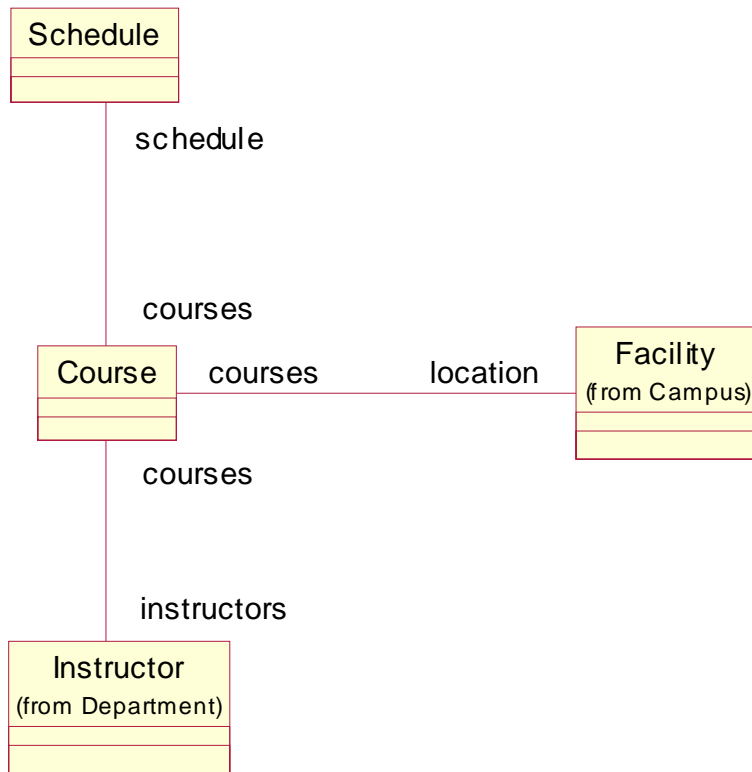 Schedule
schedule
courses
Course
courses
location
Facility
(from Campus)
courses
instructors
Instructor
(from Department)